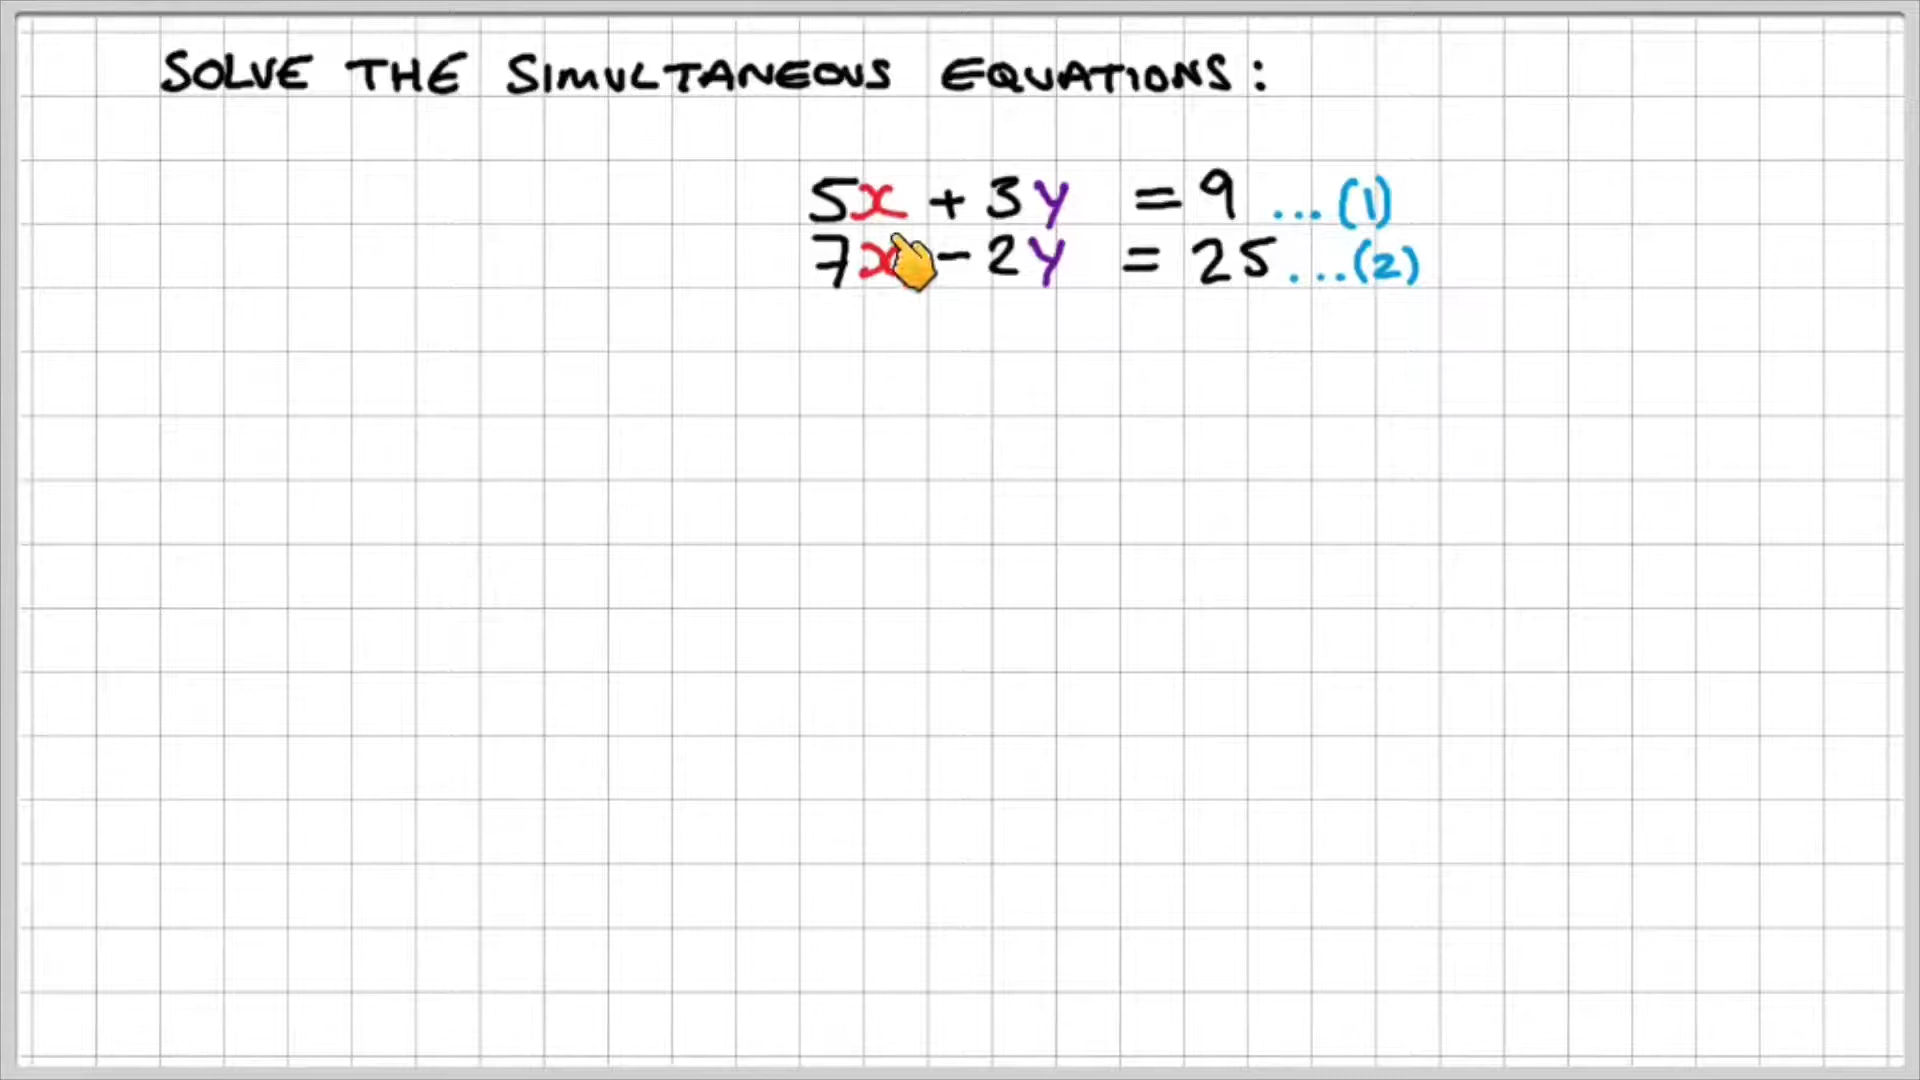 SOLVE THE SIMULTANEOUS EQUATIONS:
5x + 3y = 9 ...(1)
7x - 2y = 25 ...(2)